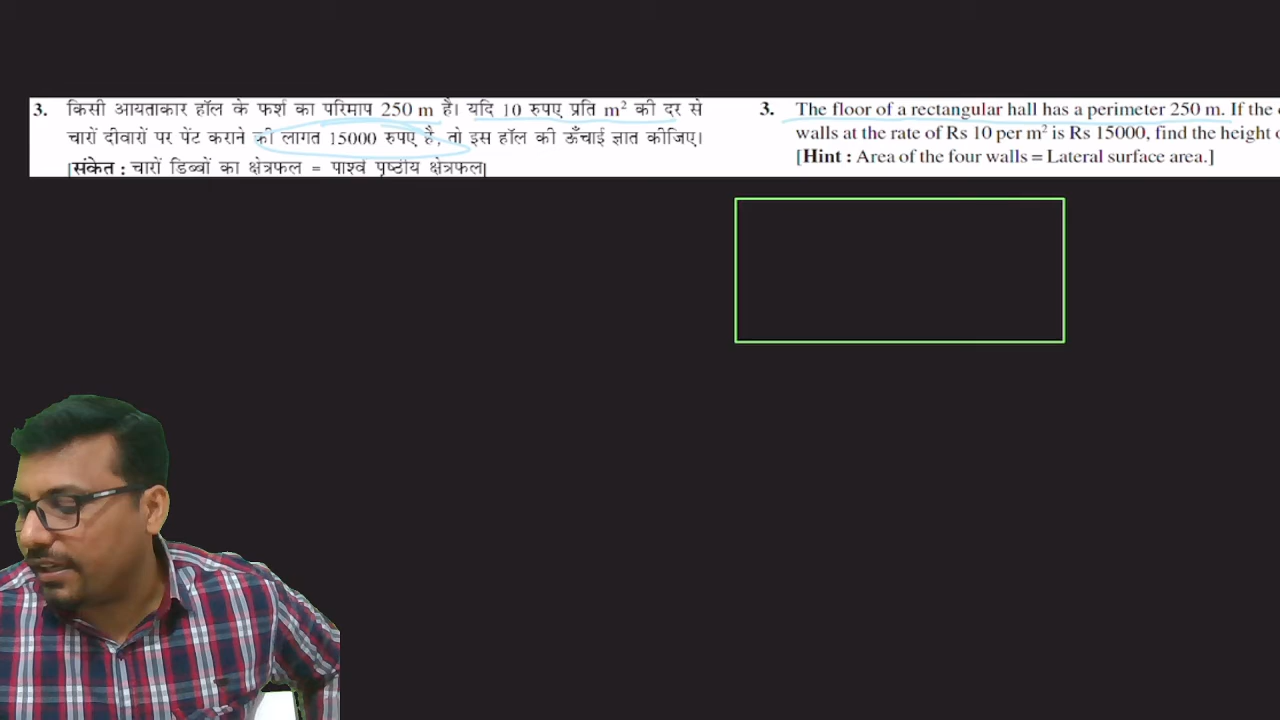 3. किसी आयताकार हॉल के फर्श का परिमाप 250 m है। यदि 10 रुपए प्रति m² की दर से
चारों दीवारों पर पेंट कराने की लागत 15000 रुपए है, तो इस हॉल की ऊँचाई ज्ञात कीजिए।
[संकेत : चारों डिब्बों का क्षेत्रफल = पार्श्व पृष्ठीय क्षेत्रफल]
3. The floor of a rectangular hall has a perimeter 250 m. If the
walls at the rate of Rs 10 per m² is Rs 15000, find the height
[Hint : Area of the four walls = Lateral surface area.]